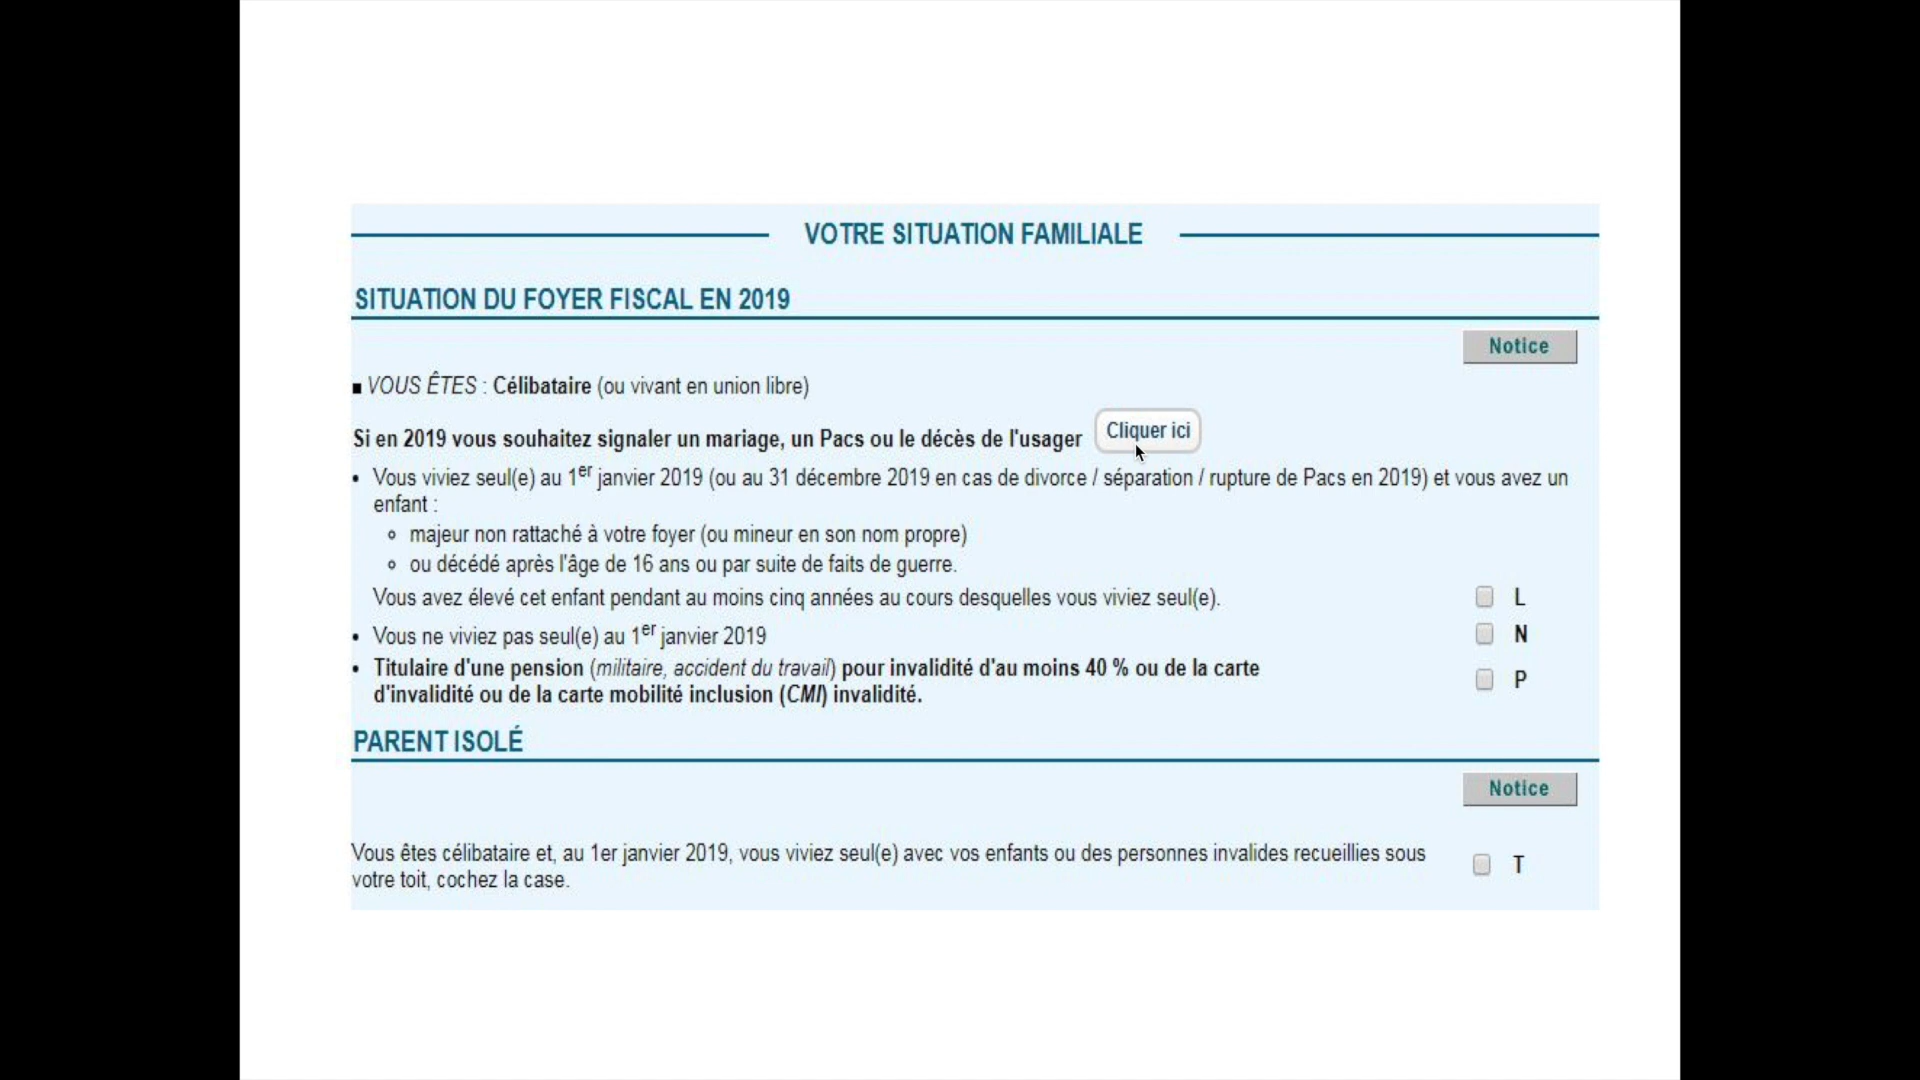 VOTRE SITUATION FAMILIALE
SITUATION DU FOYER FISCAL EN 2019
Notice
VOUS ÊTES : Célibataire (ou vivant en union libre)
Si en 2019 vous souhaitez signaler un mariage, un Pacs ou le décès de l'usager Cliquer ici
• Vous viviez seul(e) au 1er janvier 2019 (ou au 31 décembre 2019 en cas de divorce / séparation / rupture de Pacs en 2019) et vous avez un
enfant :
majeur non rattaché à votre foyer (ou mineur en son nom propre)
ou décédé après l'âge de 16 ans ou par suite de faits de guerre.
Vous avez élevé cet enfant pendant au moins cinq années au cours desquelles vous viviez seul(e). L
• Vous ne viviez pas seul(e) au 1er janvier 2019 N
• Titulaire d'une pension (militaire, accident du travail) pour invalidité d'au moins 40 % ou de la carte
d'invalidité ou de la carte mobilité inclusion (CMI) invalidité. P
PARENT ISOLÉ
Notice
Vous êtes célibataire et, au 1er janvier 2019, vous viviez seul(e) avec vos enfants ou des personnes invalides recueillies sous
votre toit, cochez la case. T